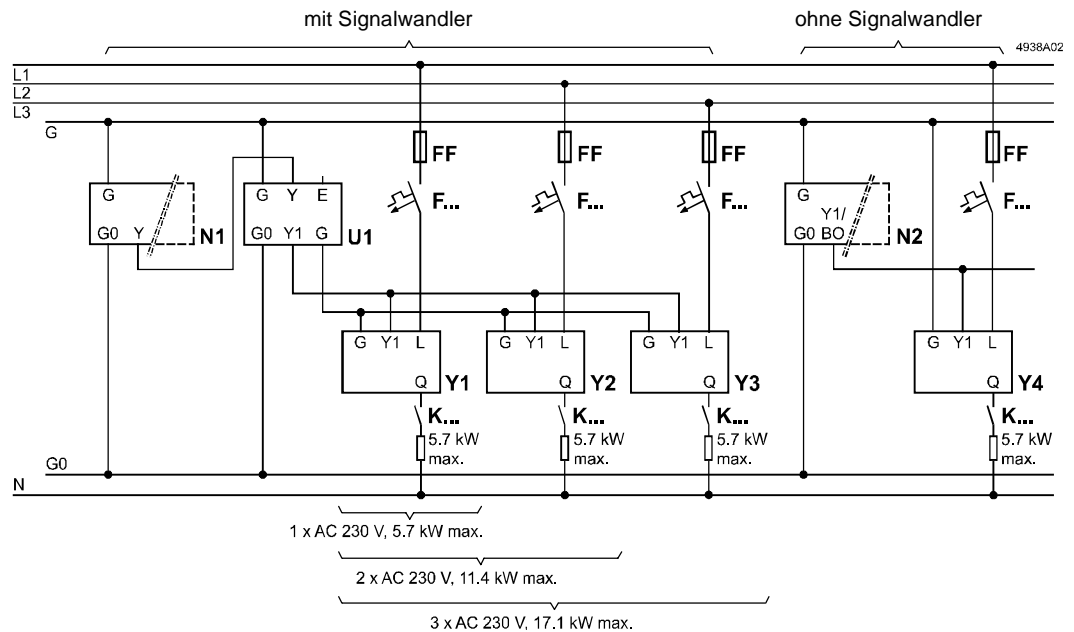 mit Signalwandler ohne Signalwandler
4938A02
L1
L2
L3
G
FF FF FF FF
G G Y E G
F... F... F... F...
Y1/
G0 Y N1 G0 Y1 G U1 G0 BO N2
G Y1 L G Y1 L G Y1 L G Y1 L
Q Y1 Q Y2 Q Y3 Q Y4
K... K... K... K...
5.7 kW 5.7 kW 5.7 kW 5.7 kW
max. max. max. max.
G0
N
1 x AC 230 V, 5.7 kW max.
2 x AC 230 V, 11.4 kW max.
3 x AC 230 V, 17.1 kW max.